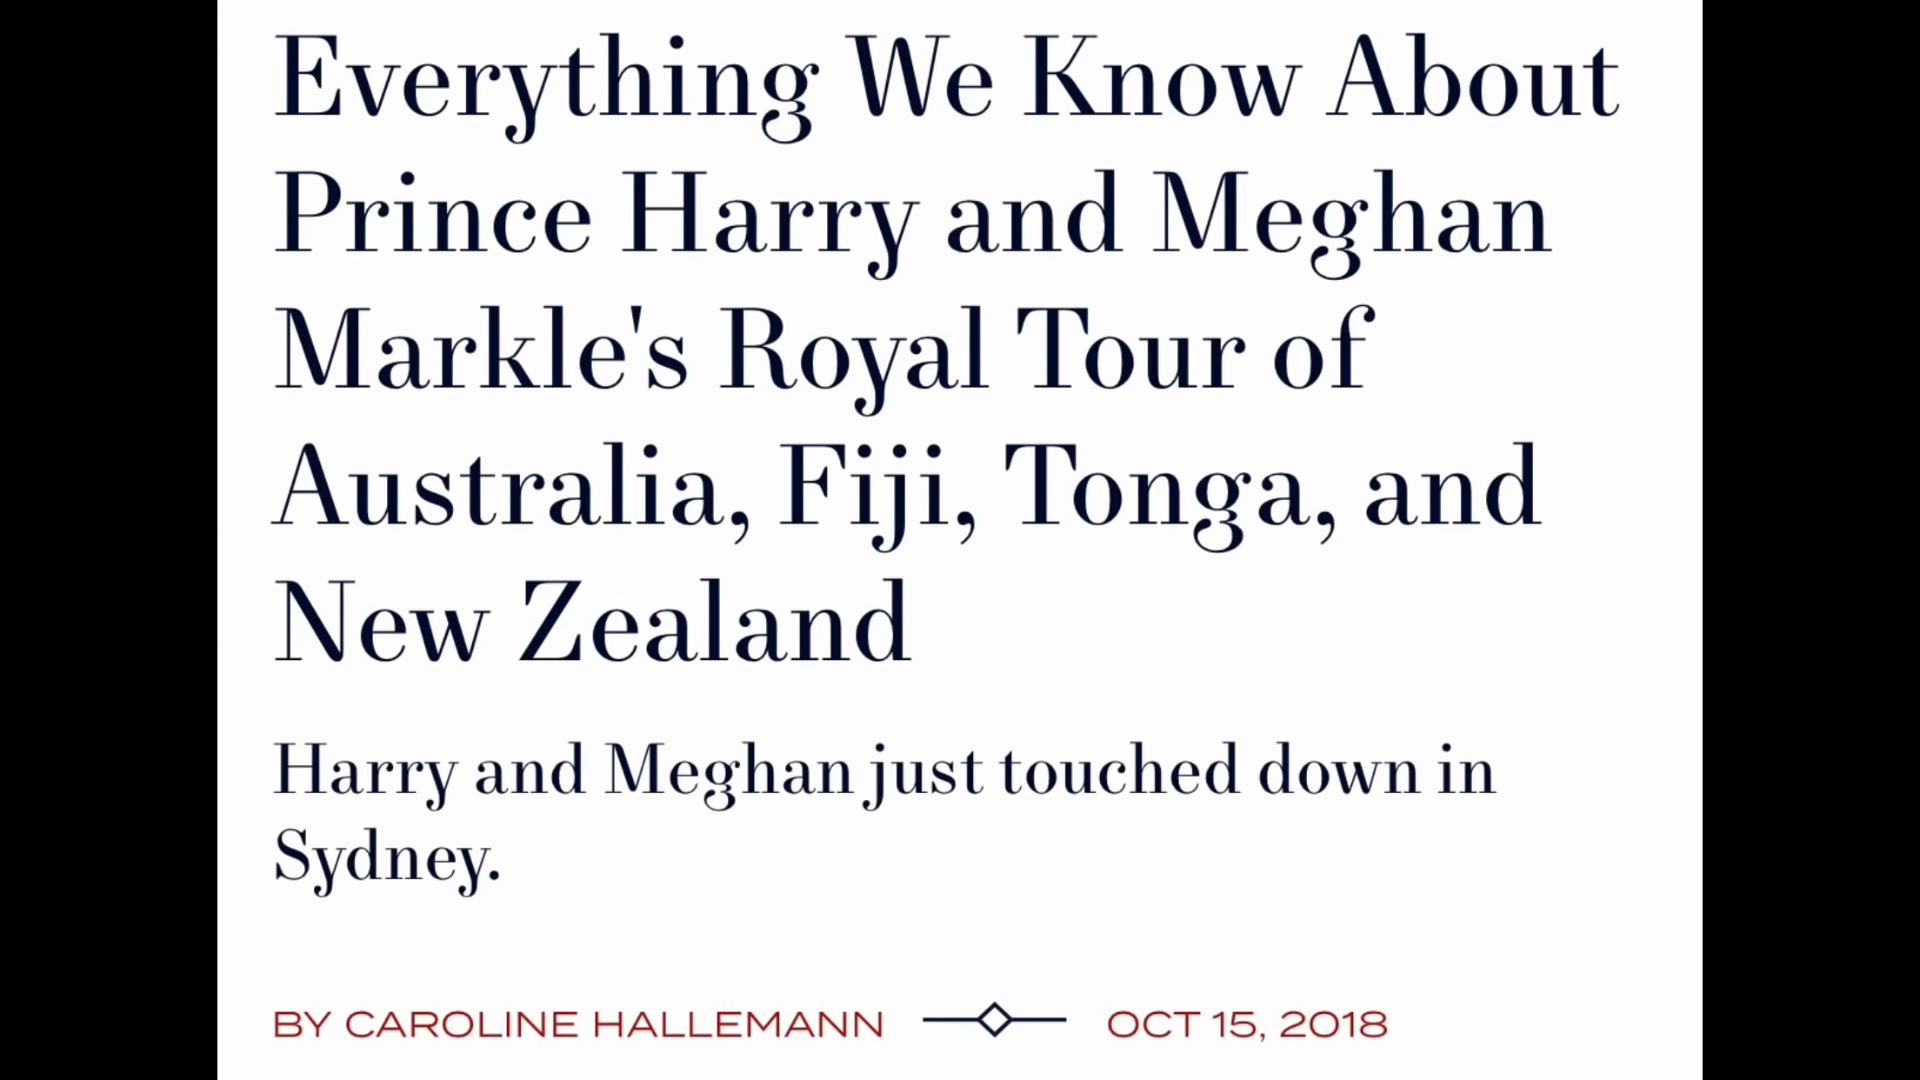 Everything We Know About
Prince Harry and Meghan
Markle's Royal Tour of
Australia, Fiji, Tonga, and
New Zealand
Harry and Meghan just touched down in
Sydney.
BY CAROLINE HALLEMANN OCT 15, 2018